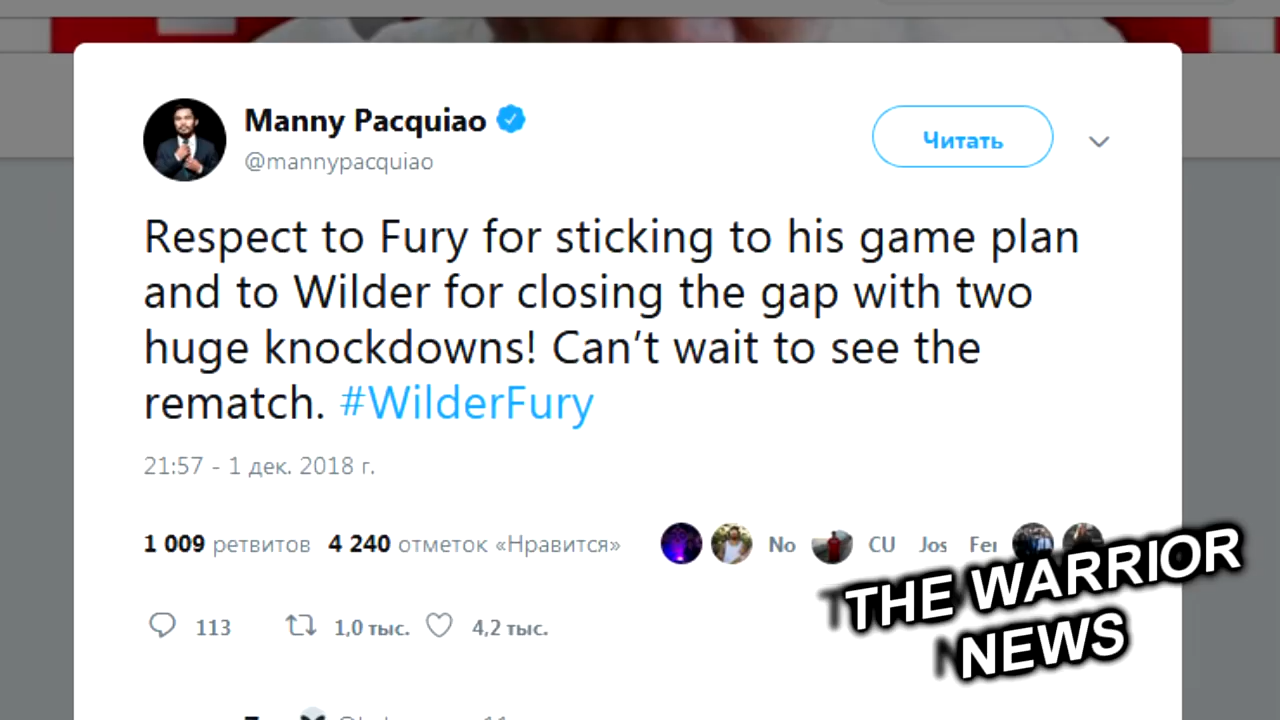 Manny Pacquiao
@mannypacquiao
Читать
Respect to Fury for sticking to his game plan
and to Wilder for closing the gap with two
huge knockdowns! Can’t wait to see the
rematch. #WilderFury
21:57 - 1 дек. 2018 г.
1 009 ретвитов 4 240 отметок «Нравится»
No CU Jos Fer
113 1,0 тыс. 4,2 тыс.
THE WARRIOR
NEWS